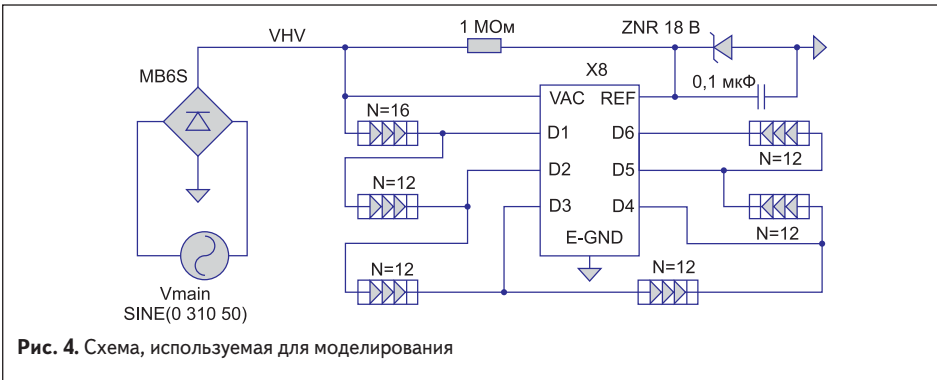 VHV
1 МОм
ZNR 18 В
MB6S
X8
0,1 мкФ
VAC REF
N=16
D1 D6
N=12
N=12
D2 D5
D3 D4
N=12
E-GND
N=12
N=12
Vmain
SINE(0 310 50)
Рис. 4. Схема, используемая для моделирования